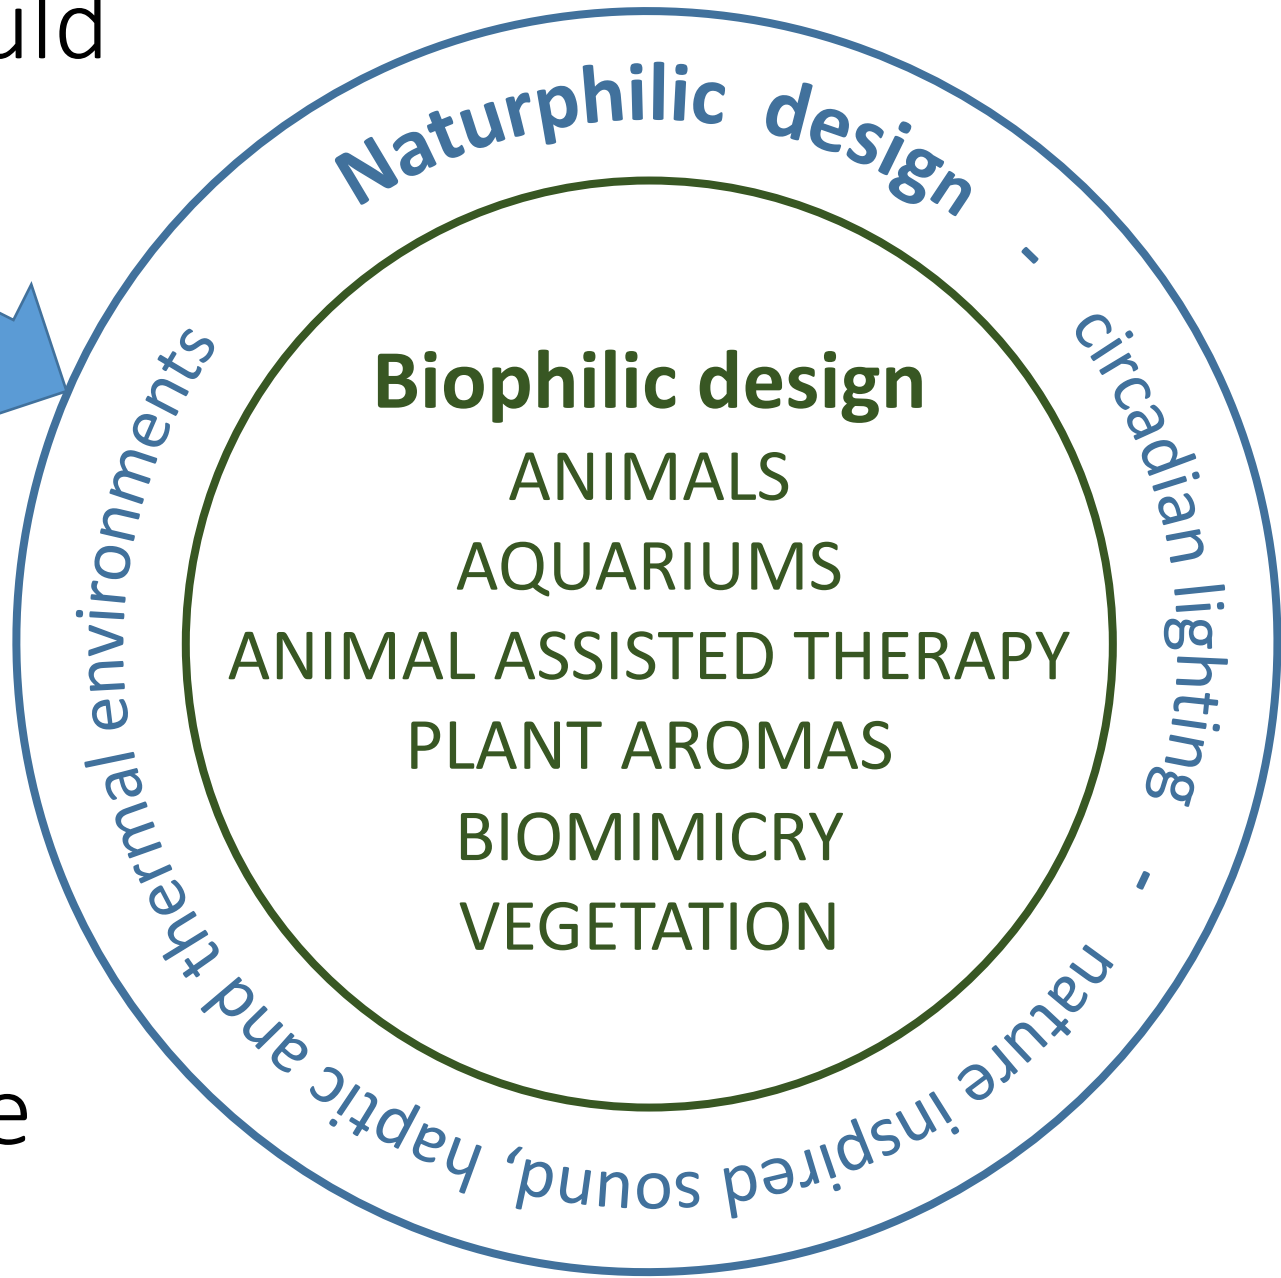 uld
Naturphilic design - circadian lighting - nature inspired sound, haptic and thermal environments
Biophilic design
ANIMALS
AQUARIUMS
ANIMAL ASSISTED THERAPY
PLANT AROMAS
BIOMIMICRY
VEGETATION
e